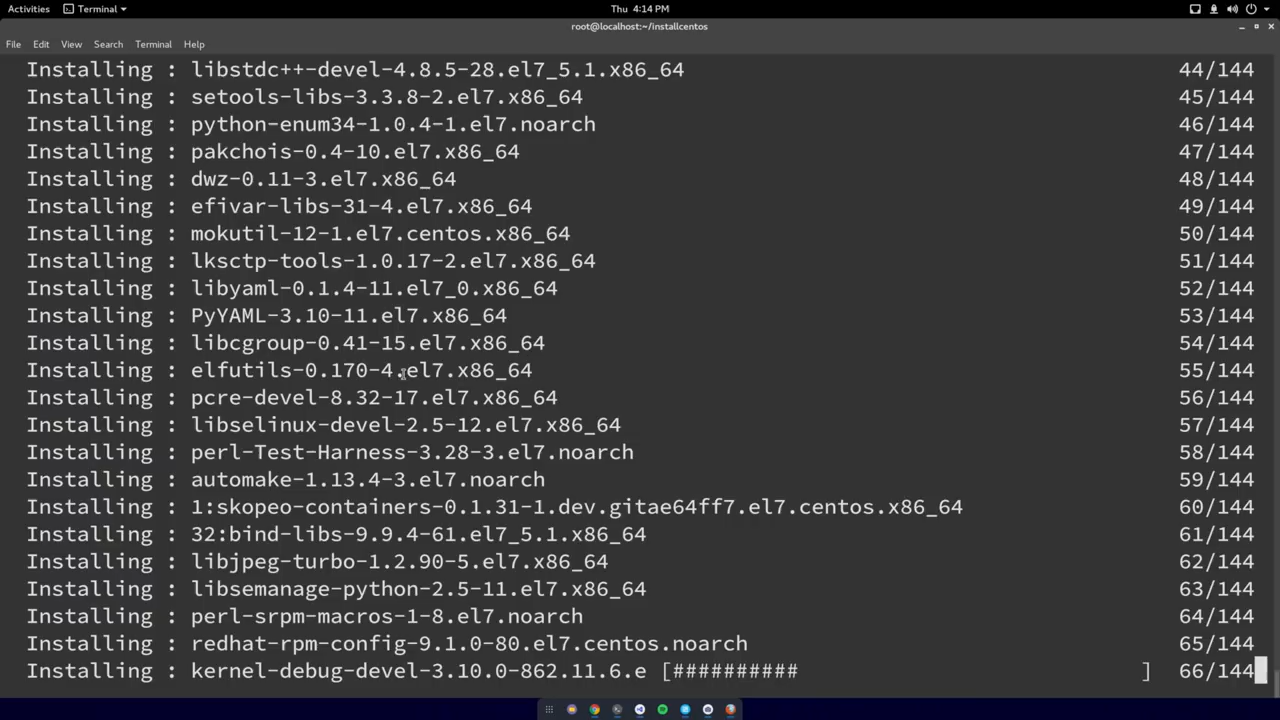 Activities Terminal Thu 4:14 PM
root@localhost:~/installcentos
File Edit View Search Terminal Help
Installing : libstdc++-devel-4.8.5-28.el7_5.1.x86_64 44/144
Installing : setools-libs-3.3.8-2.el7.x86_64 45/144
Installing : python-enum34-1.0.4-1.el7.noarch 46/144
Installing : pakchois-0.4-10.el7.x86_64 47/144
Installing : dwz-0.11-3.el7.x86_64 48/144
Installing : efivar-libs-31-4.el7.x86_64 49/144
Installing : mokutil-12-1.el7.centos.x86_64 50/144
Installing : lksctp-tools-1.0.17-2.el7.x86_64 51/144
Installing : libyaml-0.1.4-11.el7_0.x86_64 52/144
Installing : PyYAML-3.10-11.el7.x86_64 53/144
Installing : libcgroup-0.41-15.el7.x86_64 54/144
Installing : elfutils-0.170-4.el7.x86_64 55/144
Installing : pcre-devel-8.32-17.el7.x86_64 56/144
Installing : libselinux-devel-2.5-12.el7.x86_64 57/144
Installing : perl-Test-Harness-3.28-3.el7.noarch 58/144
Installing : automake-1.13.4-3.el7.noarch 59/144
Installing : 1:skopeo-containers-0.1.31-1.dev.gitae64ff7.el7.centos.x86_64 60/144
Installing : 32:bind-libs-9.9.4-61.el7_5.1.x86_64 61/144
Installing : libjpeg-turbo-1.2.90-5.el7.x86_64 62/144
Installing : libsemanage-python-2.5-11.el7.x86_64 63/144
Installing : perl-srpm-macros-1-8.el7.noarch 64/144
Installing : redhat-rpm-config-9.1.0-80.el7.centos.noarch 65/144
Installing : kernel-debug-devel-3.10.0-862.11.6.e [########## ] 66/144